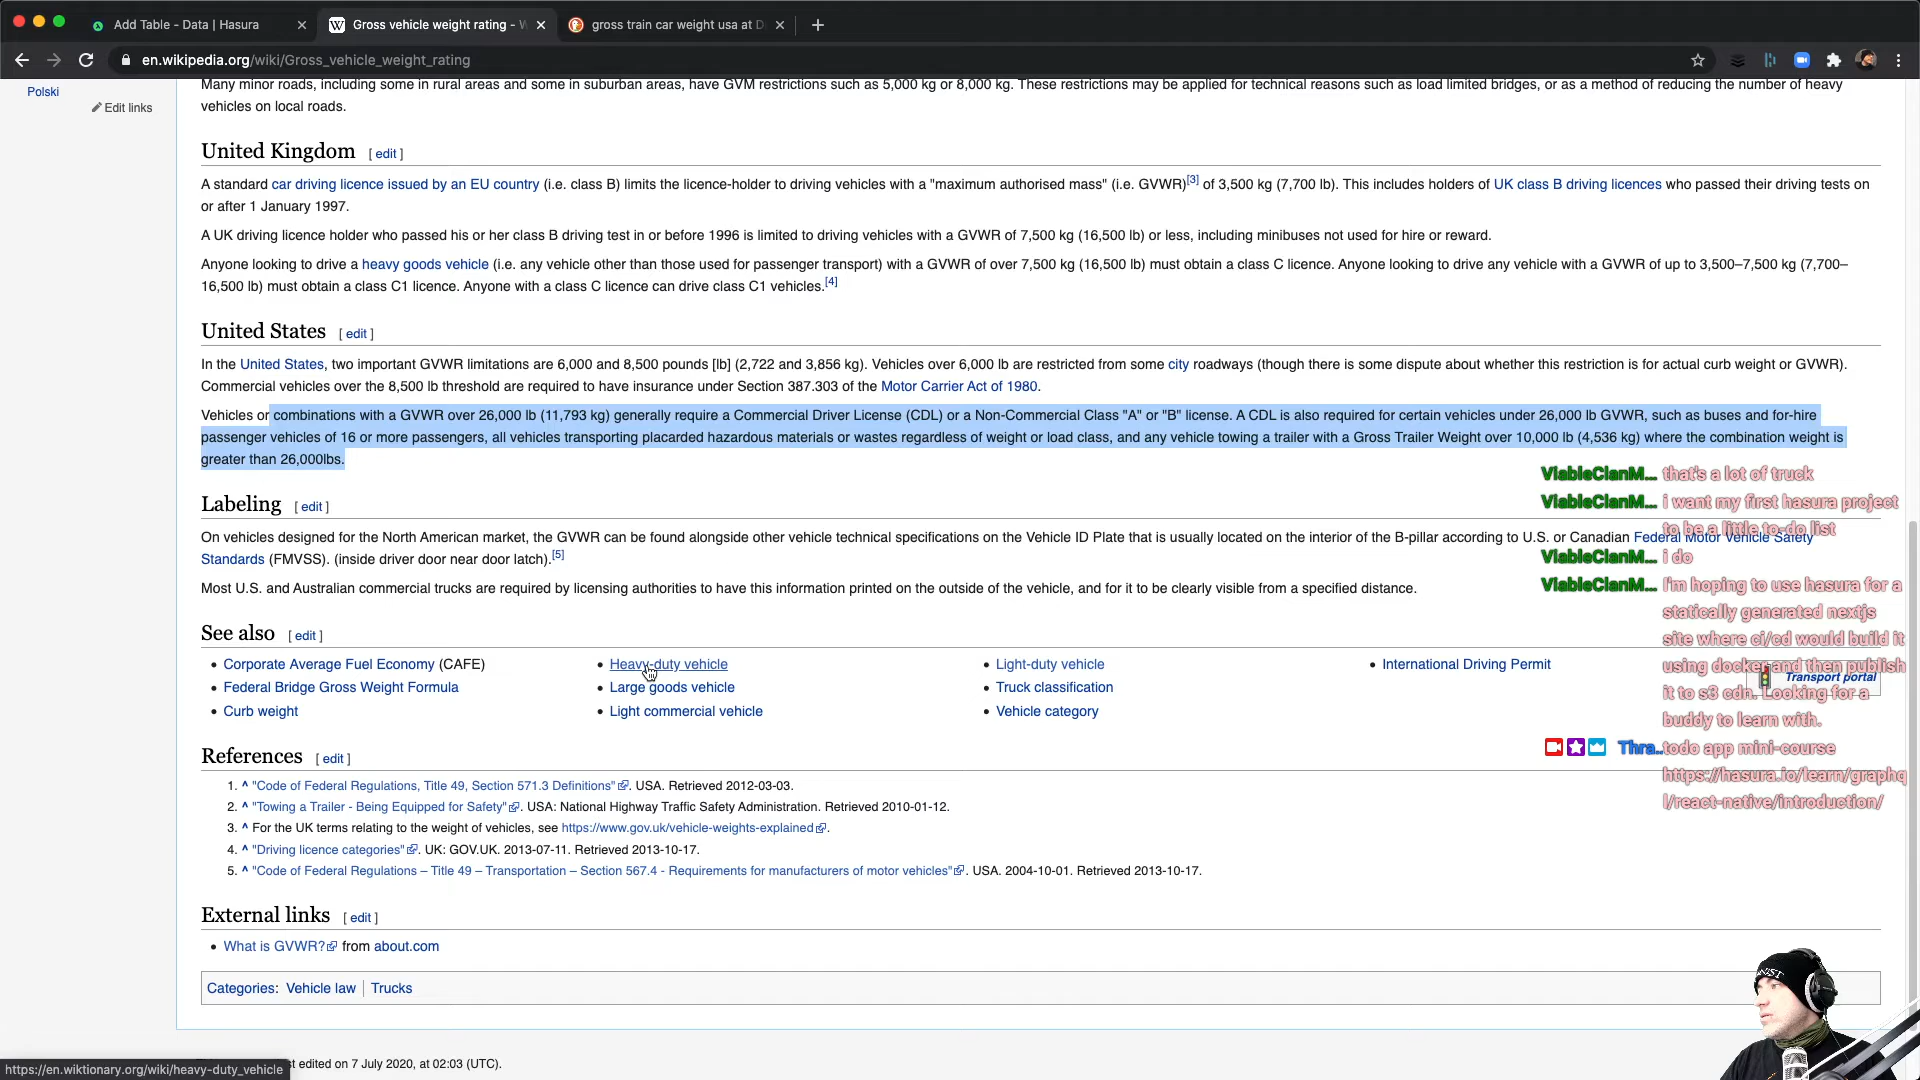 Add Table - Data | Hasura
Gross vehicle weight rating - W
gross train car weight usa at D
en.wikipedia.org/wiki/Gross_vehicle_weight_rating
Polski
Edit links
Many minor roads, including some in rural areas and some in suburban areas, have GVM restrictions such as 5,000 kg or 8,000 kg. These restrictions may be applied for technical reasons such as load limited bridges, or as a method of reducing the number of heavy
vehicles on local roads.
United Kingdom [ edit ]
A standard car driving licence issued by an EU country (i.e. class B) limits the licence-holder to driving vehicles with a "maximum authorised mass" (i.e. GVWR)[3] of 3,500 kg (7,700 lb). This includes holders of UK class B driving licences who passed their driving tests on
or after 1 January 1997.
A UK driving licence holder who passed his or her class B driving test in or before 1996 is limited to driving vehicles with a GVWR of 7,500 kg (16,500 lb) or less, including minibuses not used for hire or reward.
Anyone looking to drive a heavy goods vehicle (i.e. any vehicle other than those used for passenger transport) with a GVWR of over 7,500 kg (16,500 lb) must obtain a class C licence. Anyone looking to drive any vehicle with a GVWR of up to 3,500–7,500 kg (7,700–
16,500 lb) must obtain a class C1 licence. Anyone with a class C licence can drive class C1 vehicles.[4]
United States [ edit ]
In the United States, two important GVWR limitations are 6,000 and 8,500 pounds [lb] (2,722 and 3,856 kg). Vehicles over 6,000 lb are restricted from some city roadways (though there is some dispute about whether this restriction is for actual curb weight or GVWR).
Commercial vehicles over the 8,500 lb threshold are required to have insurance under Section 387.303 of the Motor Carrier Act of 1980.
Vehicles or combinations with a GVWR over 26,000 lb (11,793 kg) generally require a Commercial Driver License (CDL) or a Non-Commercial Class "A" or "B" license. A CDL is also required for certain vehicles under 26,000 lb GVWR, such as buses and for-hire
passenger vehicles of 16 or more passengers, all vehicles transporting placarded hazardous materials or wastes regardless of weight or load class, and any vehicle towing a trailer with a Gross Trailer Weight over 10,000 lb (4,536 kg) where the combination weight is
greater than 26,000lbs.
Labeling [ edit ]
On vehicles designed for the North American market, the GVWR can be found alongside other vehicle technical specifications on the Vehicle ID Plate that is usually located on the interior of the B-pillar according to U.S. or Canadian Federal Motor Vehicle Safety
Standards (FMVSS). (inside driver door near door latch).[5]
Most U.S. and Australian commercial trucks are required by licensing authorities to have this information printed on the outside of the vehicle, and for it to be clearly visible from a specified distance.
See also [ edit ]
• Corporate Average Fuel Economy (CAFE)
• Federal Bridge Gross Weight Formula
• Curb weight
• Heavy-duty vehicle
• Large goods vehicle
• Light commercial vehicle
• Light-duty vehicle
• Truck classification
• Vehicle category
• International Driving Permit
Transport portal
References [ edit ]
1. ^ "Code of Federal Regulations, Title 49, Section 571.3 Definitions". USA. Retrieved 2012-03-03.
2. ^ "Towing a Trailer - Being Equipped for Safety". USA: National Highway Traffic Safety Administration. Retrieved 2010-01-12.
3. ^ For the UK terms relating to the weight of vehicles, see https://www.gov.uk/vehicle-weights-explained.
4. ^ "Driving licence categories". UK: GOV.UK. 2013-07-11. Retrieved 2013-10-17.
5. ^ "Code of Federal Regulations – Title 49 – Transportation – Section 567.4 - Requirements for manufacturers of motor vehicles". USA. 2004-10-01. Retrieved 2013-10-17.
External links [ edit ]
• What is GVWR? from about.com
Categories: Vehicle law | Trucks
st edited on 7 July 2020, at 02:03 (UTC).
https://en.wiktionary.org/wiki/heavy-duty_vehicle
ViableClanM... that's a lot of truck
ViableClanM... i want my first hasura project
to be a little to-do list
ViableClanM... i do
ViableClanM... I'm hoping to use hasura for a
statically generated nextjs
site where ci/cd would build it
using docker and then publish
it to s3 cdn. Looking for a
buddy to learn with.
Thra... todo app mini-course
https://hasura.io/learn/graphq
l/react-native/introduction/